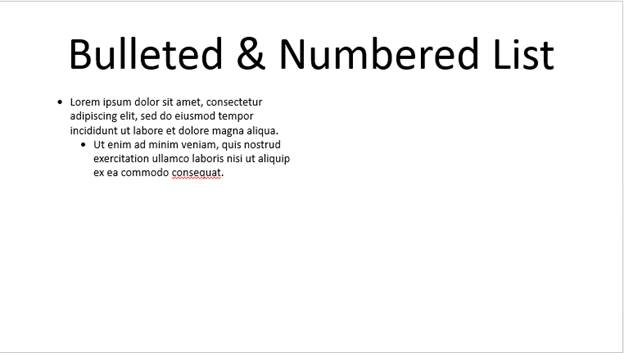 Bulleted & Numbered List
• Lorem ipsum dolor sit amet, consectetur
adipiscing elit, sed do eiusmod tempor
incididunt ut labore et dolore magna aliqua.
• Ut enim ad minim veniam, quis nostrud
exercitation ullamco laboris nisi ut aliquip
ex ea commodo consequat.